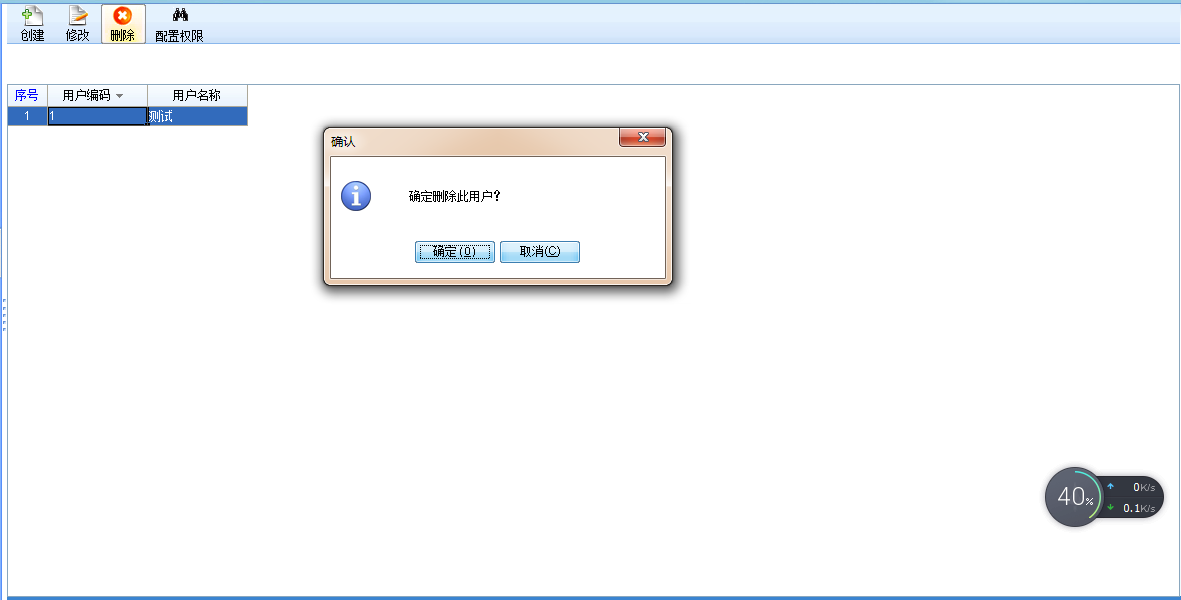 创建 修改 删除 配置权限
序号 用户编码 用户名称
1 1 测试
确认
确定删除此用户?
确定(O) 取消(C)
40% 0K/s
0.1K/s